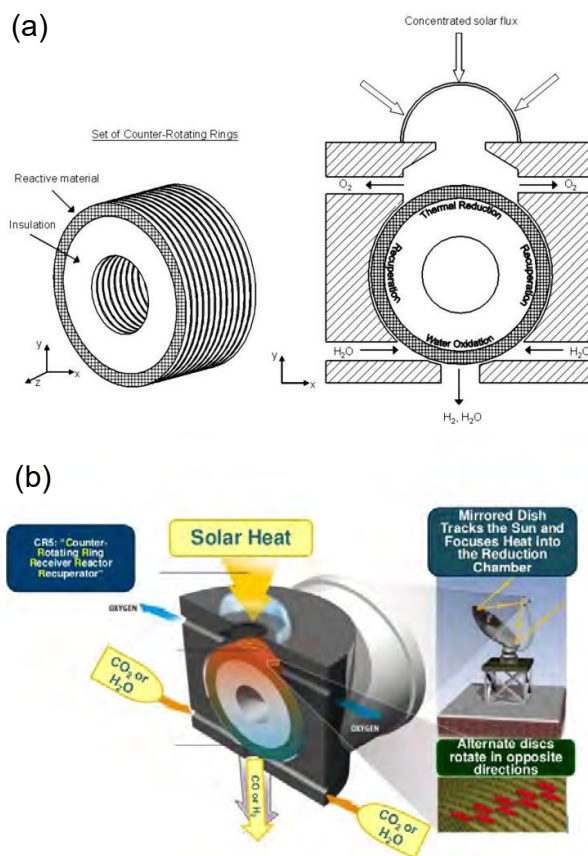 (a)
Concentrated solar flux
Set of Counter-Rotating Rings
Reactive material
Insulation
y
x
z
y
x
O₂
O₂
Thermal Reduction
Recuperation
Recuperation
Water Oxidation
H₂O
H₂O
H₂, H₂O
(b)
CR5: "Counter-
Rotating Ring
Receiver Reactor
Recuperator"
Solar Heat
Mirrored Dish
Tracks the Sun and
Focuses Heat Into
the Reduction
Chamber
OXYGEN
CO₂ or
H₂O
OXYGEN
CO or H₂
CO₂ or
H₂O
Alternate discs
rotate in opposite
directions